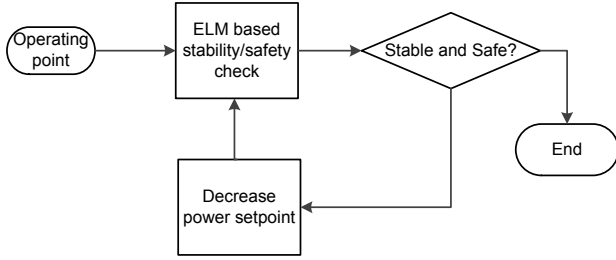 Operating
point
ELM based
stability/safety
check
Stable and Safe?
End
Decrease
power setpoint